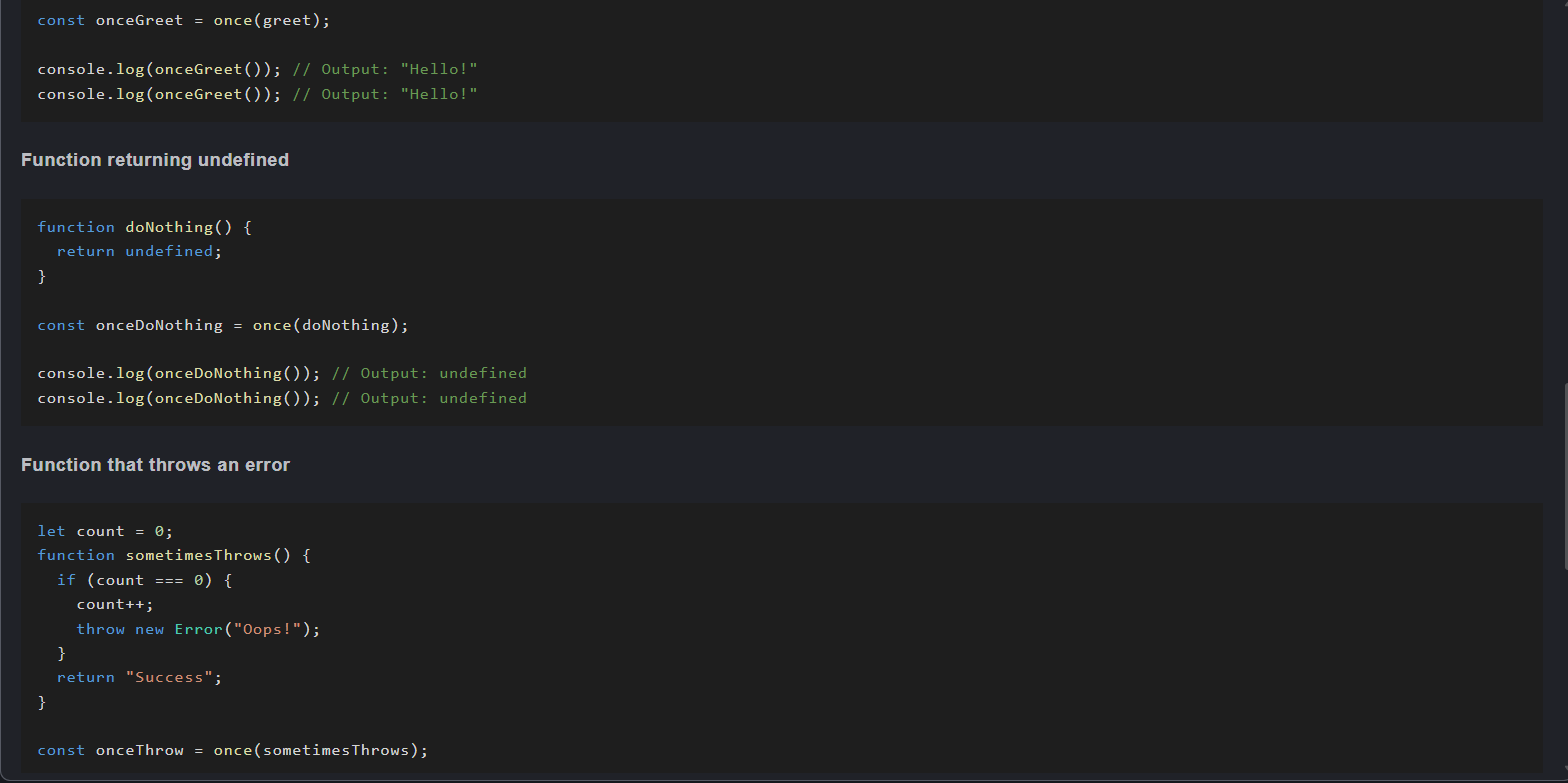 const onceGreet = once(greet);
console.log(onceGreet()); // Output: "Hello!"
console.log(onceGreet()); // Output: "Hello!"
Function returning undefined
function doNothing() {
  return undefined;
}
const onceDoNothing = once(doNothing);
console.log(onceDoNothing()); // Output: undefined
console.log(onceDoNothing()); // Output: undefined
Function that throws an error
let count = 0;
function sometimesThrows() {
  if (count === 0) {
    count++;
    throw new Error("Oops!");
  }
  return "Success";
}
const onceThrow = once(sometimesThrows);